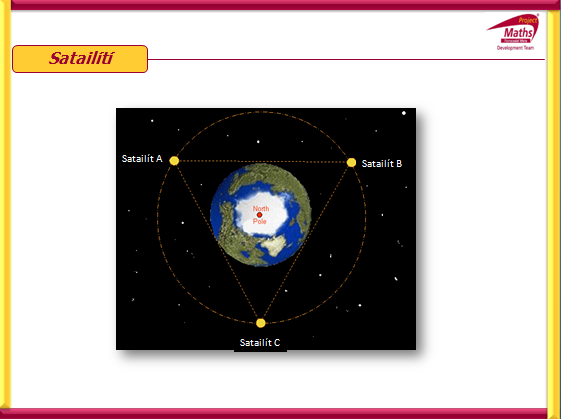 Project
Maths
Development Team
Satailítí
Satailít A
Satailít B
North
Pole
Satailít C